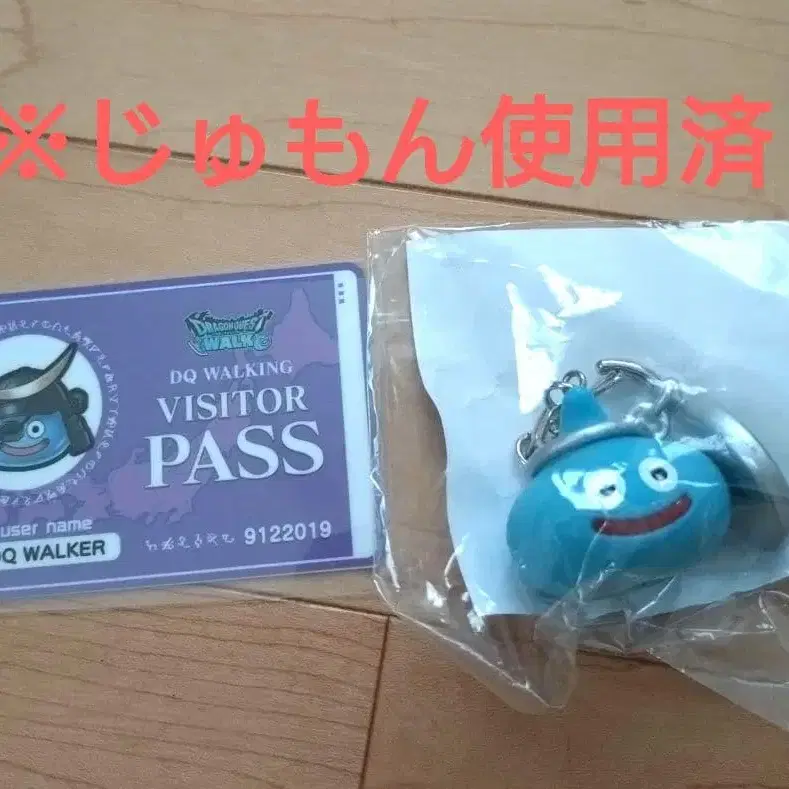 ※じゅもん使用済
DRAGON QUEST
WALK
DQ WALKING
VISITOR
PASS
user name
DQ WALKER
9122019